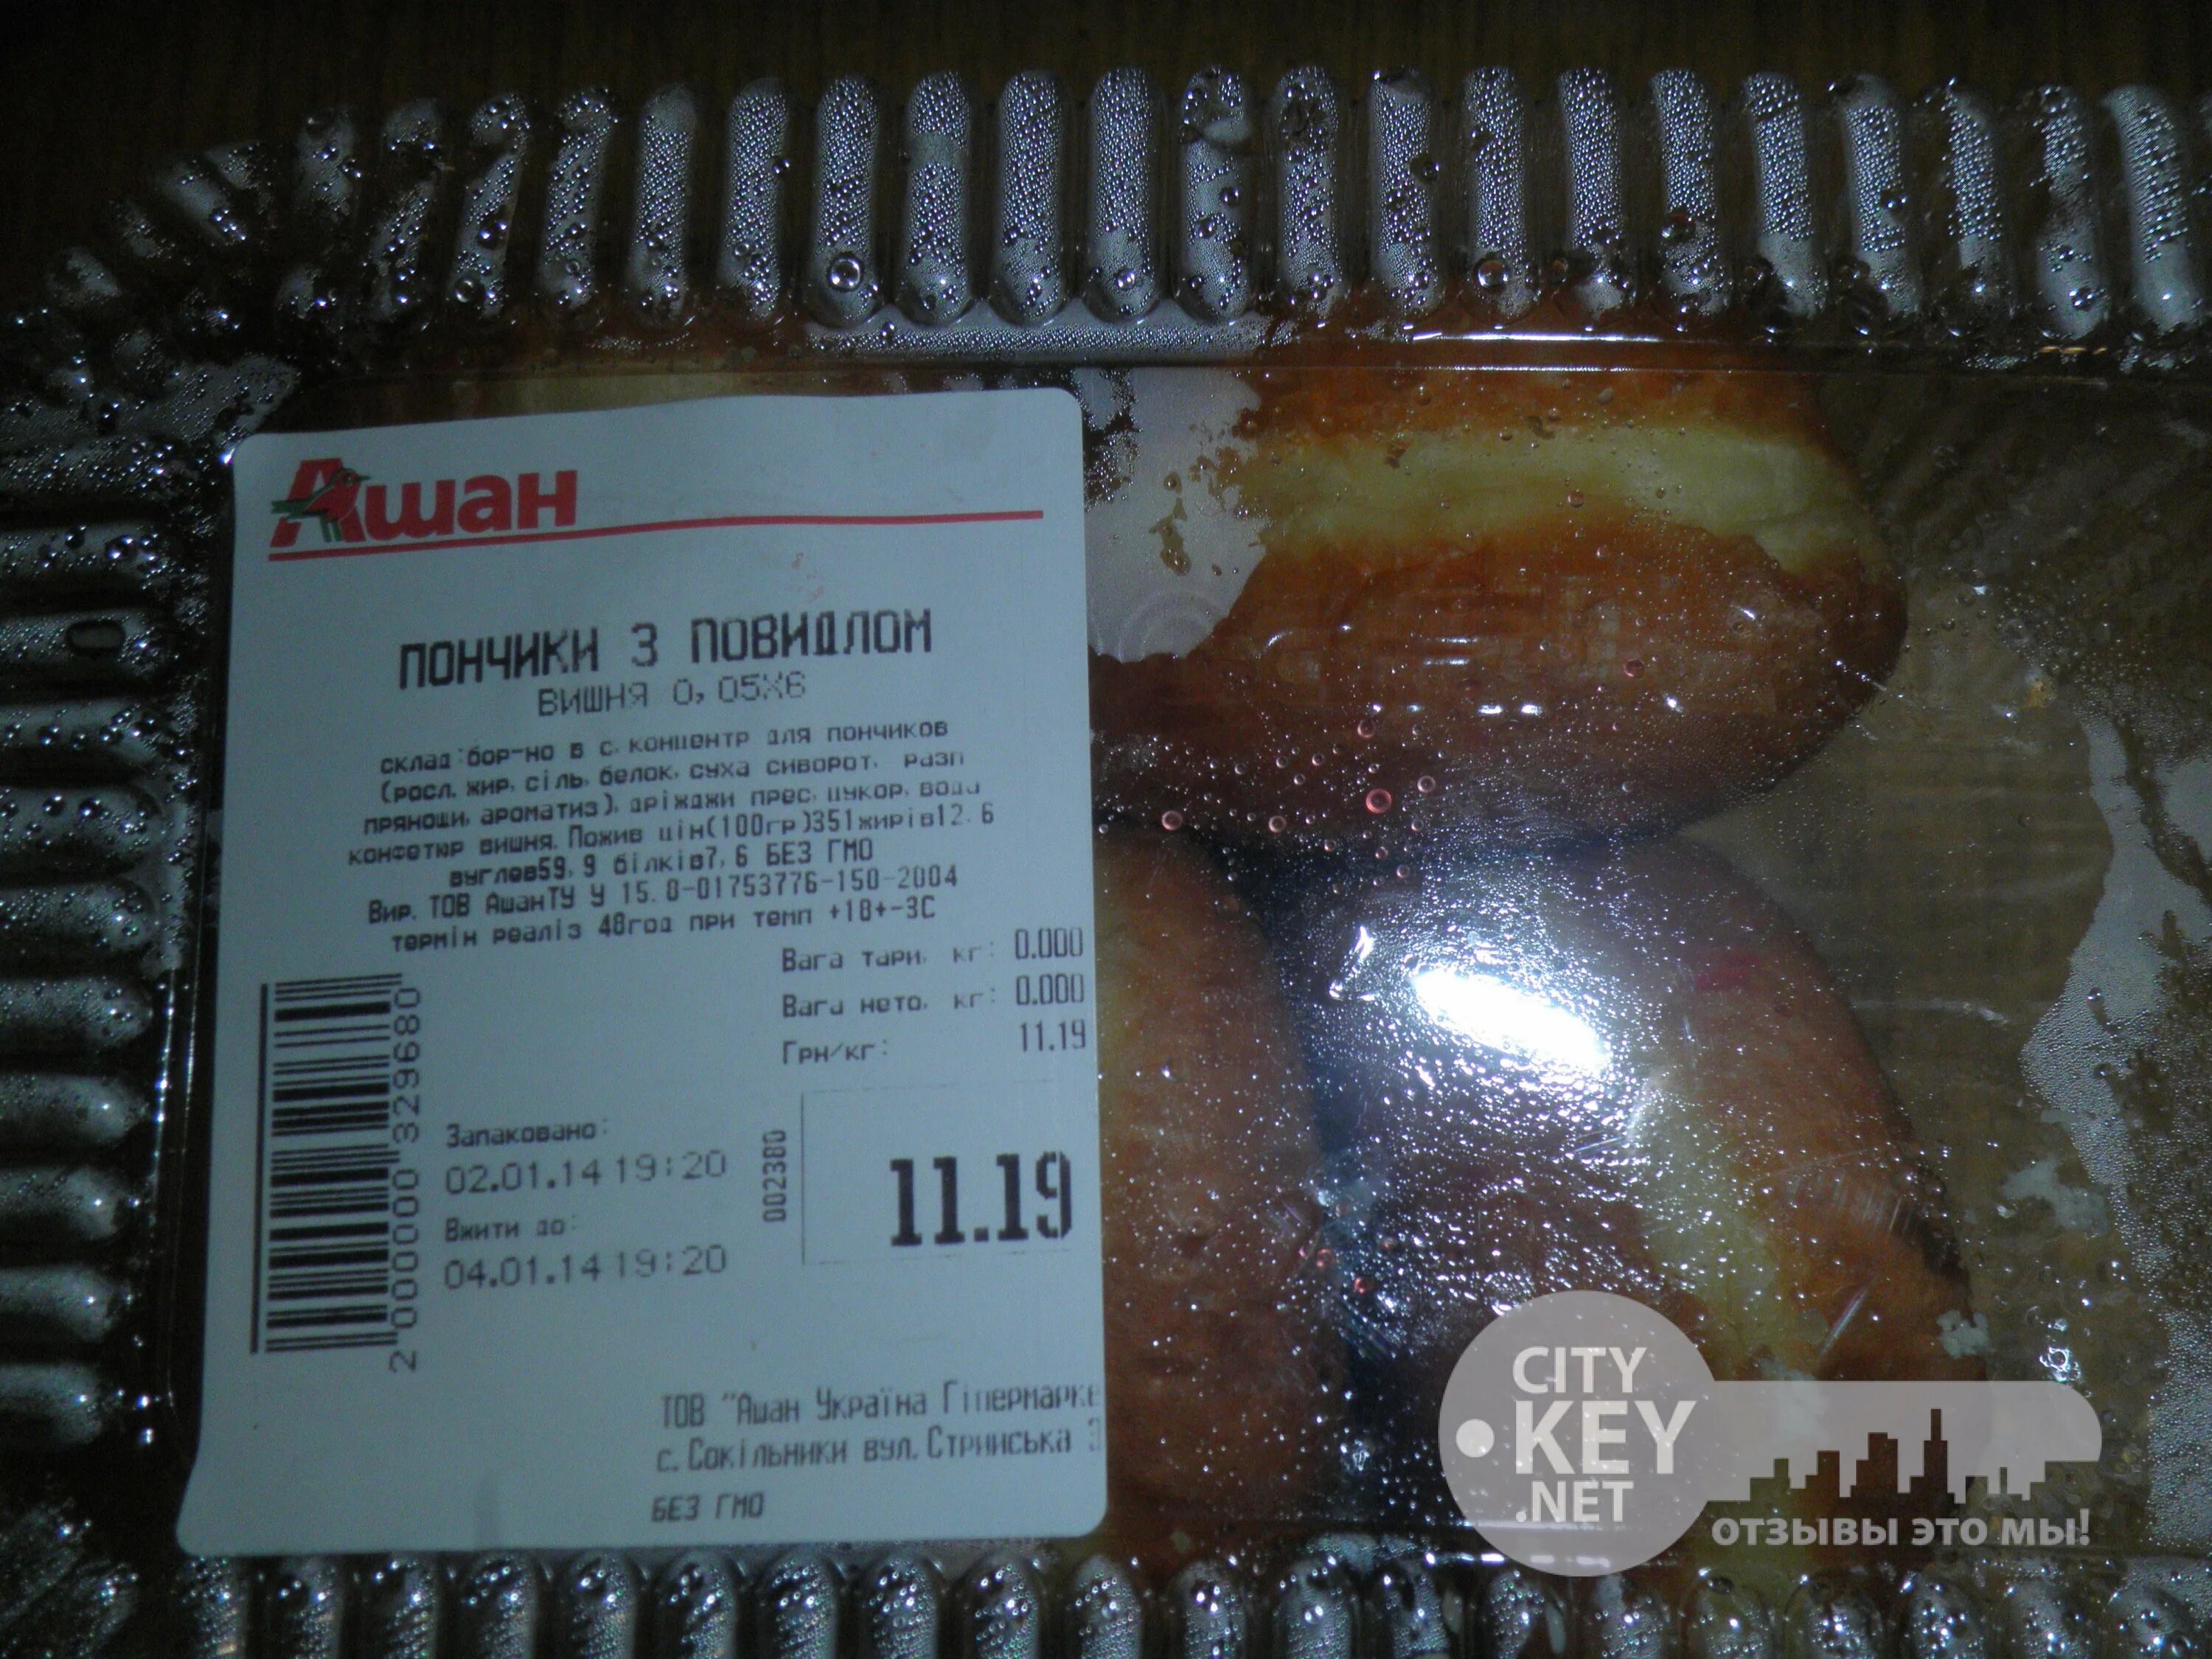 Ашан
ПОНЧИКИ З ПОВИДЛОМ
ВИШНЯ 0,05Х6
склад:бор-но в с. концентр для пончиков
(росл. жир, сіль, белок, суха сиворот. разп
пряноши, ароматиз), дріжджи прес, цукор, вода
конфетюр вишня. Пожив цін(100гр)351жирів12.6
вуглев59,9 білків7,6 БЕЗ ГМО
Вир. ТОВ АшанТУ У 15.8-01753776-150-2004
термін реаліз 48год при темп +18+-3С
Вага тари, кг: 0.000
Вага нето, кг: 0.000
Грн/кг: 11.19
2 000000 329680
Запаковано:
02.01.14 19:20
Вжити до:
04.01.14 19:20
002380
11.19
ТОВ "Ашан Україна Гіпермарке
с. Сокільники вул. Стрийська
БЕЗ ГМО
CITY
KEY
.NET
ОТЗЫВЫ ЭТО МЫ!